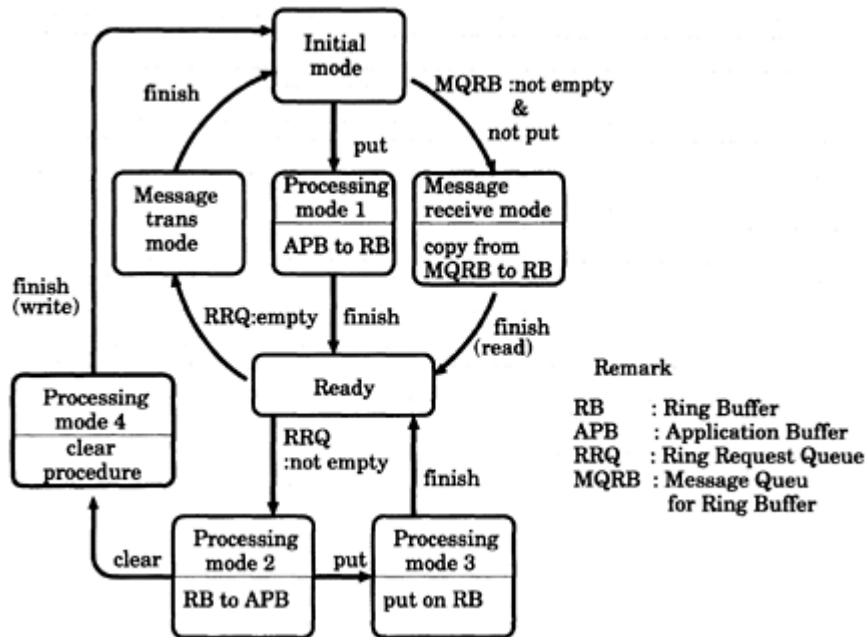 Initial
mode
finish
MQRB :not empty
&
not put
put
Message
trans
mode
Processing
mode 1
APB to RB
Message
receive mode
copy from
MQRB to RB
finish
(write)
RRQ:empty
finish
finish
(read)
Ready
Processing
mode 4
clear
procedure
RRQ
:not empty
finish
clear
Processing
mode 2
RB to APB
put
Processing
mode 3
put on RB
Remark
RB : Ring Buffer
APB : Application Buffer
RRQ : Ring Request Queue
MQRB : Message Queu
for Ring Buffer